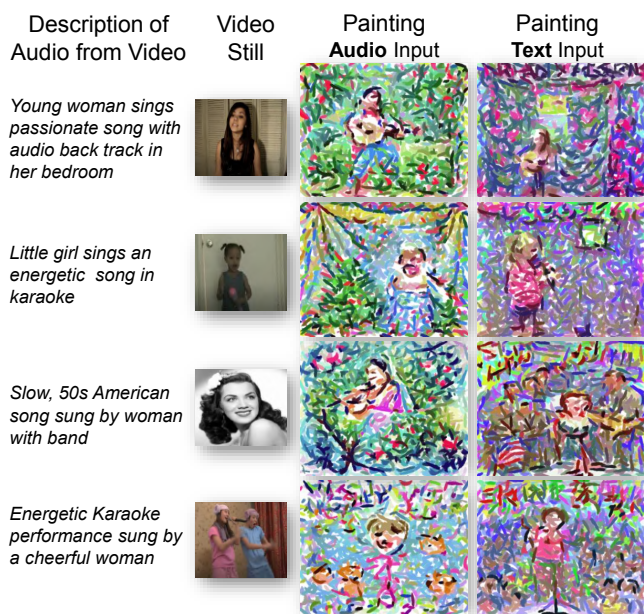 Description of
Audio from Video
Video
Still
Painting
Audio Input
Painting
Text Input
Young woman sings
passionate song with
audio back track in
her bedroom
Little girl sings an
energetic song in
karaoke
Slow, 50s American
song sung by woman
with band
Energetic Karaoke
performance sung by
a cheerful woman